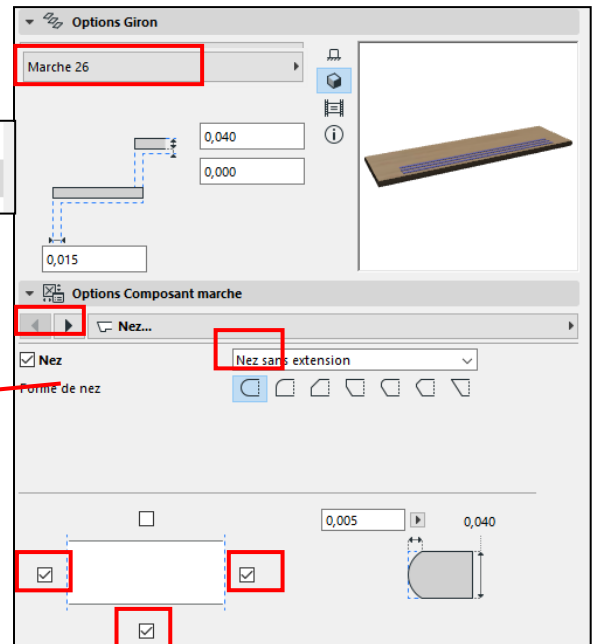 Options Giron
Marche 26
0,040
0,000
0,015
Options Composant marche
Nez...
Nez
Nez sans extension
Forme de nez
0,005
0,040